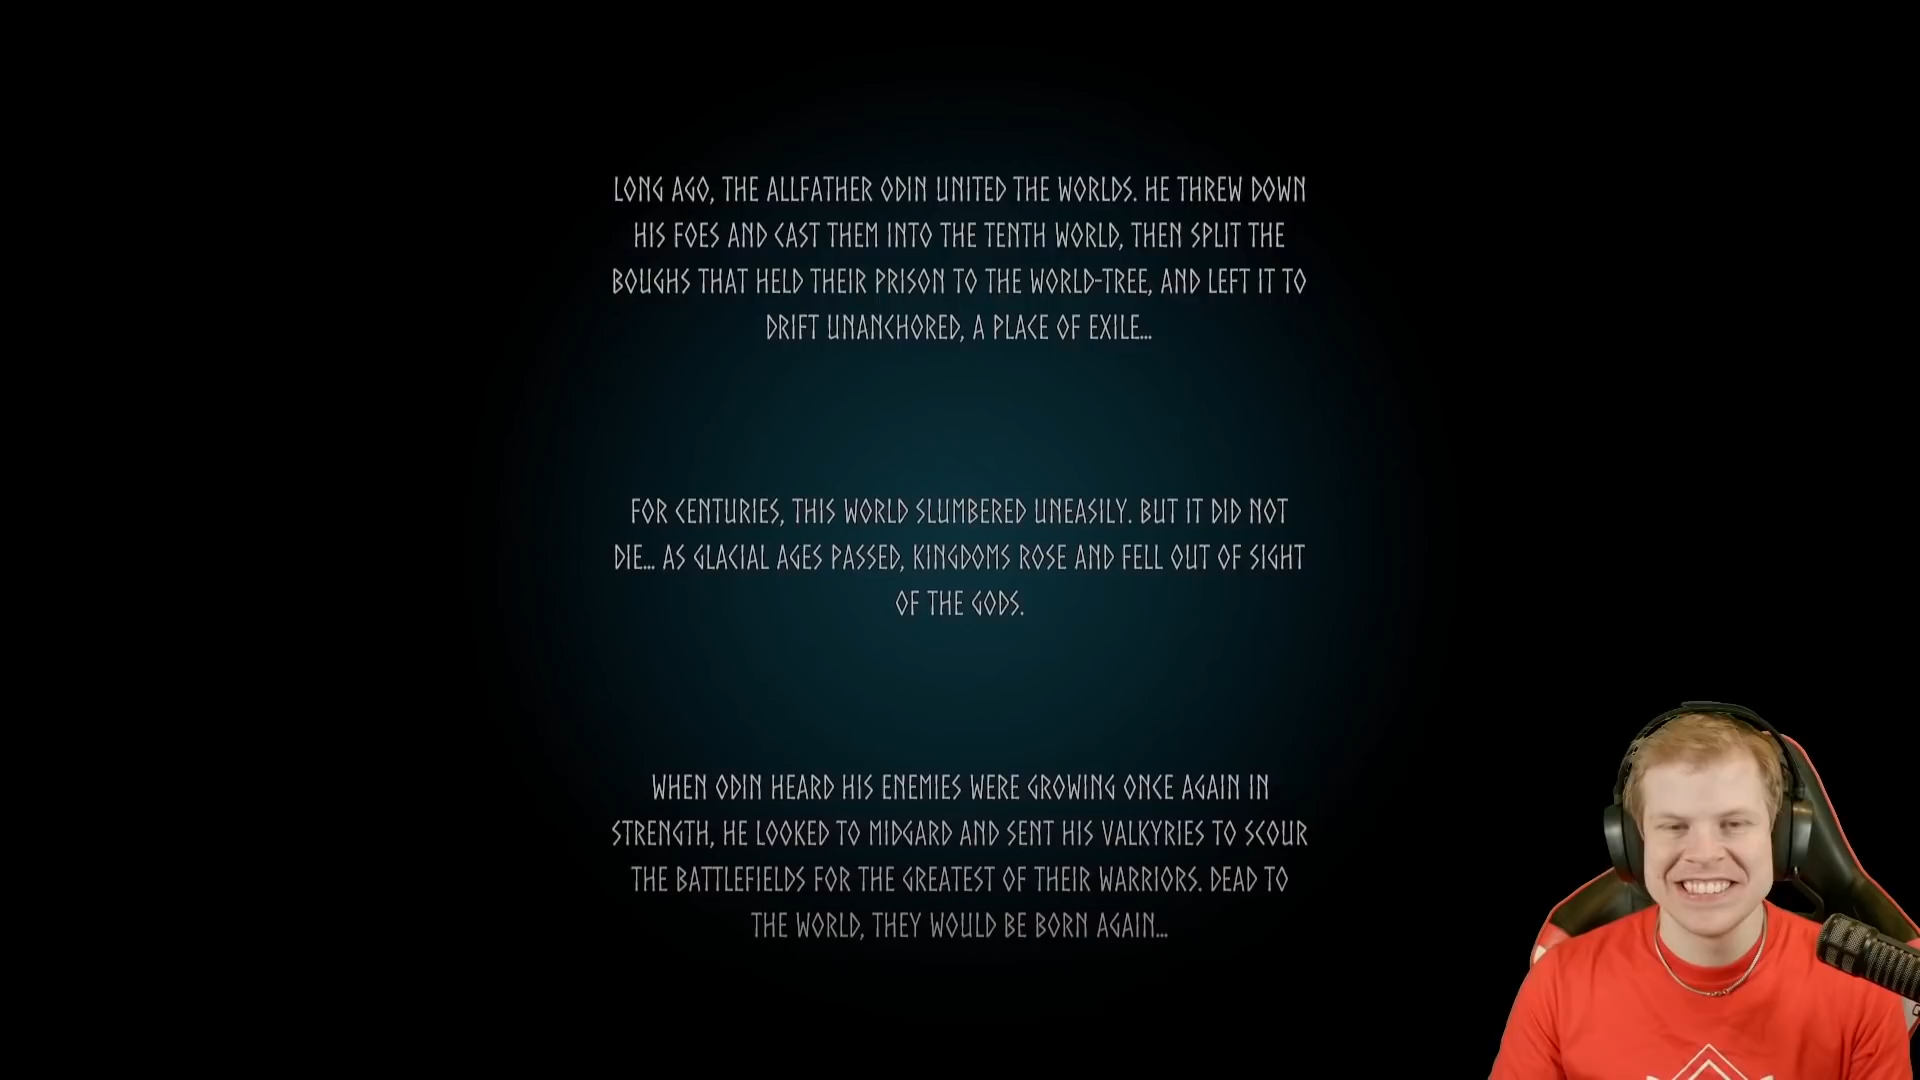 LONG AGO, THE ALLFATHER ODIN UNITED THE WORLDS. HE THREW DOWN
HIS FOES AND CAST THEM INTO THE TENTH WORLD, THEN SPLIT THE
BOUGHS THAT HELD THEIR PRISON TO THE WORLD-TREE, AND LEFT IT TO
DRIFT UNANCHORED, A PLACE OF EXILE...
FOR CENTURIES, THIS WORLD SLUMBERED UNEASILY. BUT IT DID NOT
DIE... AS GLACIAL AGES PASSED, KINGDOMS ROSE AND FELL OUT OF SIGHT
OF THE GODS.
WHEN ODIN HEARD HIS ENEMIES WERE GROWING ONCE AGAIN IN
STRENGTH, HE LOOKED TO MIDGARD AND SENT HIS VALKYRIES TO SCOUR
THE BATTLEFIELDS FOR THE GREATEST OF THEIR WARRIORS. DEAD TO
THE WORLD, THEY WOULD BE BORN AGAIN...